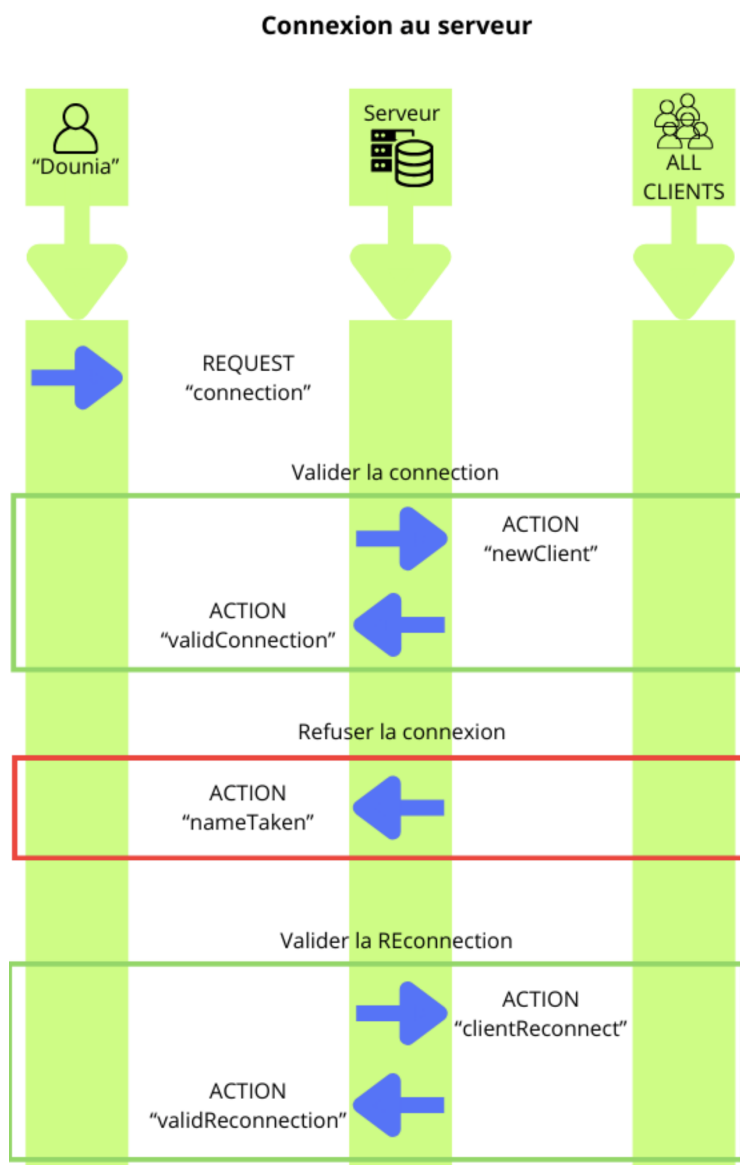 Connexion au serveur
“Dounia”
Serveur
ALL
CLIENTS
REQUEST
“connection”
Valider la connection
ACTION
“newClient”
ACTION
“validConnection”
Refuser la connexion
ACTION
“nameTaken”
Valider la REconnection
ACTION
“clientReconnect”
ACTION
“validReconnection”